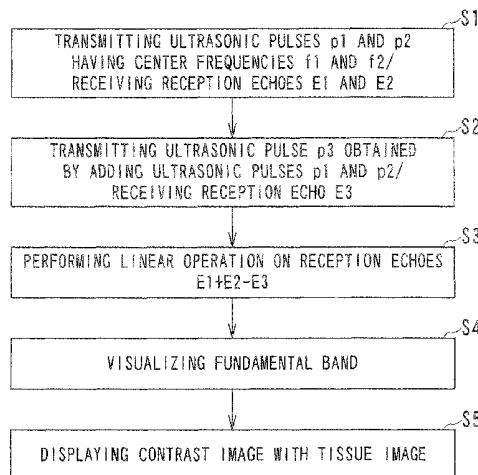 S1
TRANSMITTING ULTRASONIC PULSES p1 AND p2
HAVING CENTER FREQUENCIES f1 AND f2/
RECEIVING RECEPTION ECHOES E1 AND E2
S2
TRANSMITTING ULTRASONIC PULSE p3 OBTAINED
BY ADDING ULTRASONIC PULSES p1 AND p2/
RECEIVING RECEPTION ECHO E3
S3
PERFORMING LINEAR OPERATION ON RECEPTION ECHOES
E1+E2-E3
S4
VISUALIZING FUNDAMENTAL BAND
S5
DISPLAYING CONTRAST IMAGE WITH TISSUE IMAGE